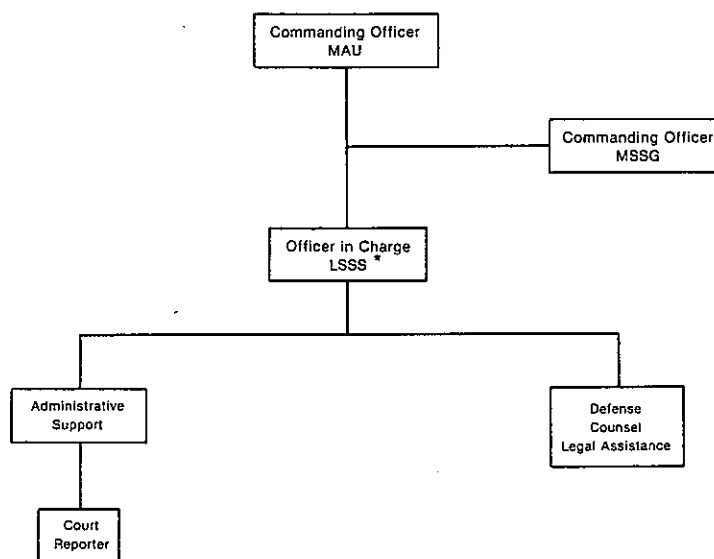 Commanding Officer
MAU
Commanding Officer
MSSG
Officer in Charge
LSSS *
Administrative
Support
Defense
Counsel
Legal Assistance
Court
Reporter